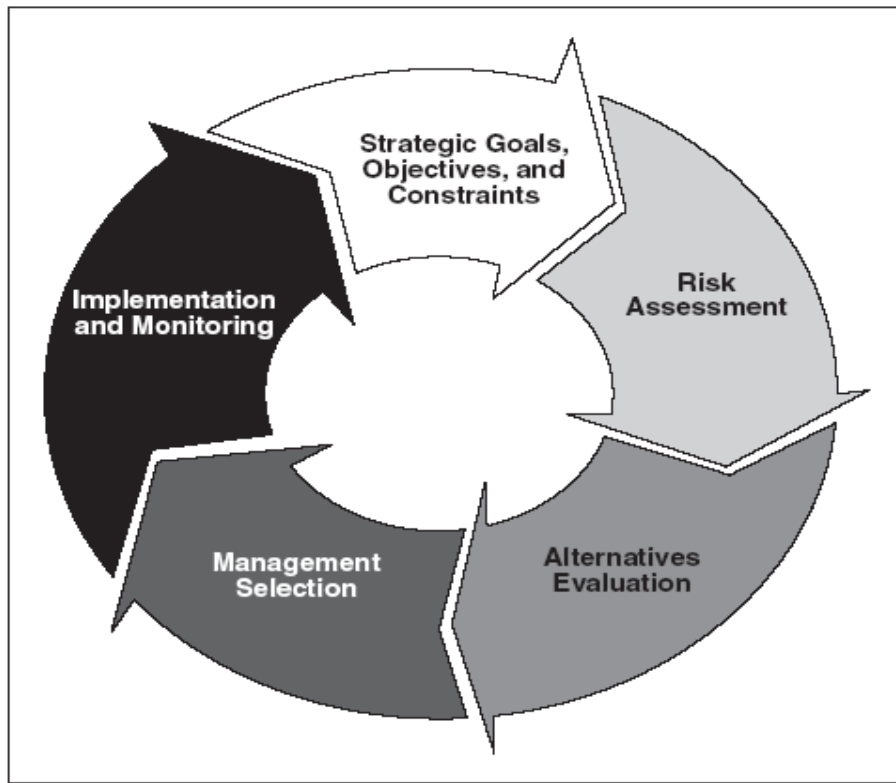 Strategic Goals,
Objectives, and
Constraints
Risk
Assessment
Alternatives
Evaluation
Management
Selection
Implementation
and Monitoring